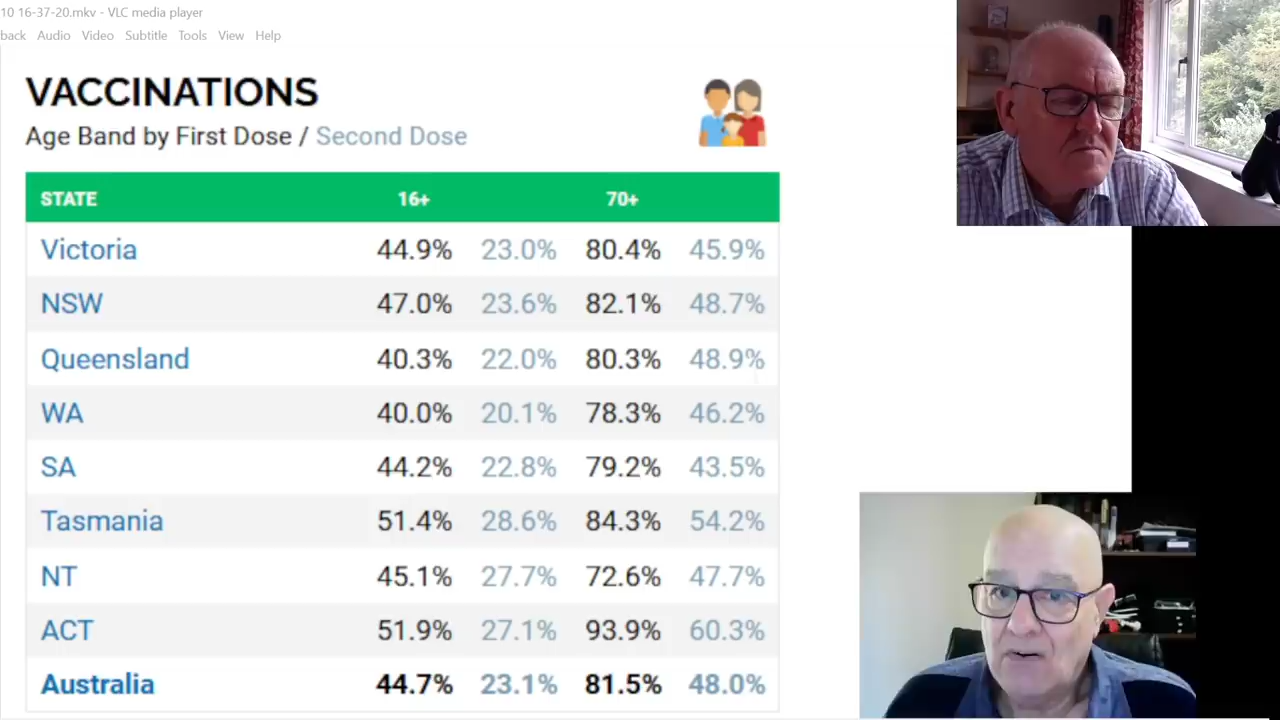 10 16-37-20.mkv - VLC media player
back Audio Video Subtitle Tools View Help
VACCINATIONS
Age Band by First Dose / Second Dose
STATE 16+ 70+
Victoria 44.9% 23.0% 80.4% 45.9%
NSW 47.0% 23.6% 82.1% 48.7%
Queensland 40.3% 22.0% 80.3% 48.9%
WA 40.0% 20.1% 78.3% 46.2%
SA 44.2% 22.8% 79.2% 43.5%
Tasmania 51.4% 28.6% 84.3% 54.2%
NT 45.1% 27.7% 72.6% 47.7%
ACT 51.9% 27.1% 93.9% 60.3%
Australia 44.7% 23.1% 81.5% 48.0%